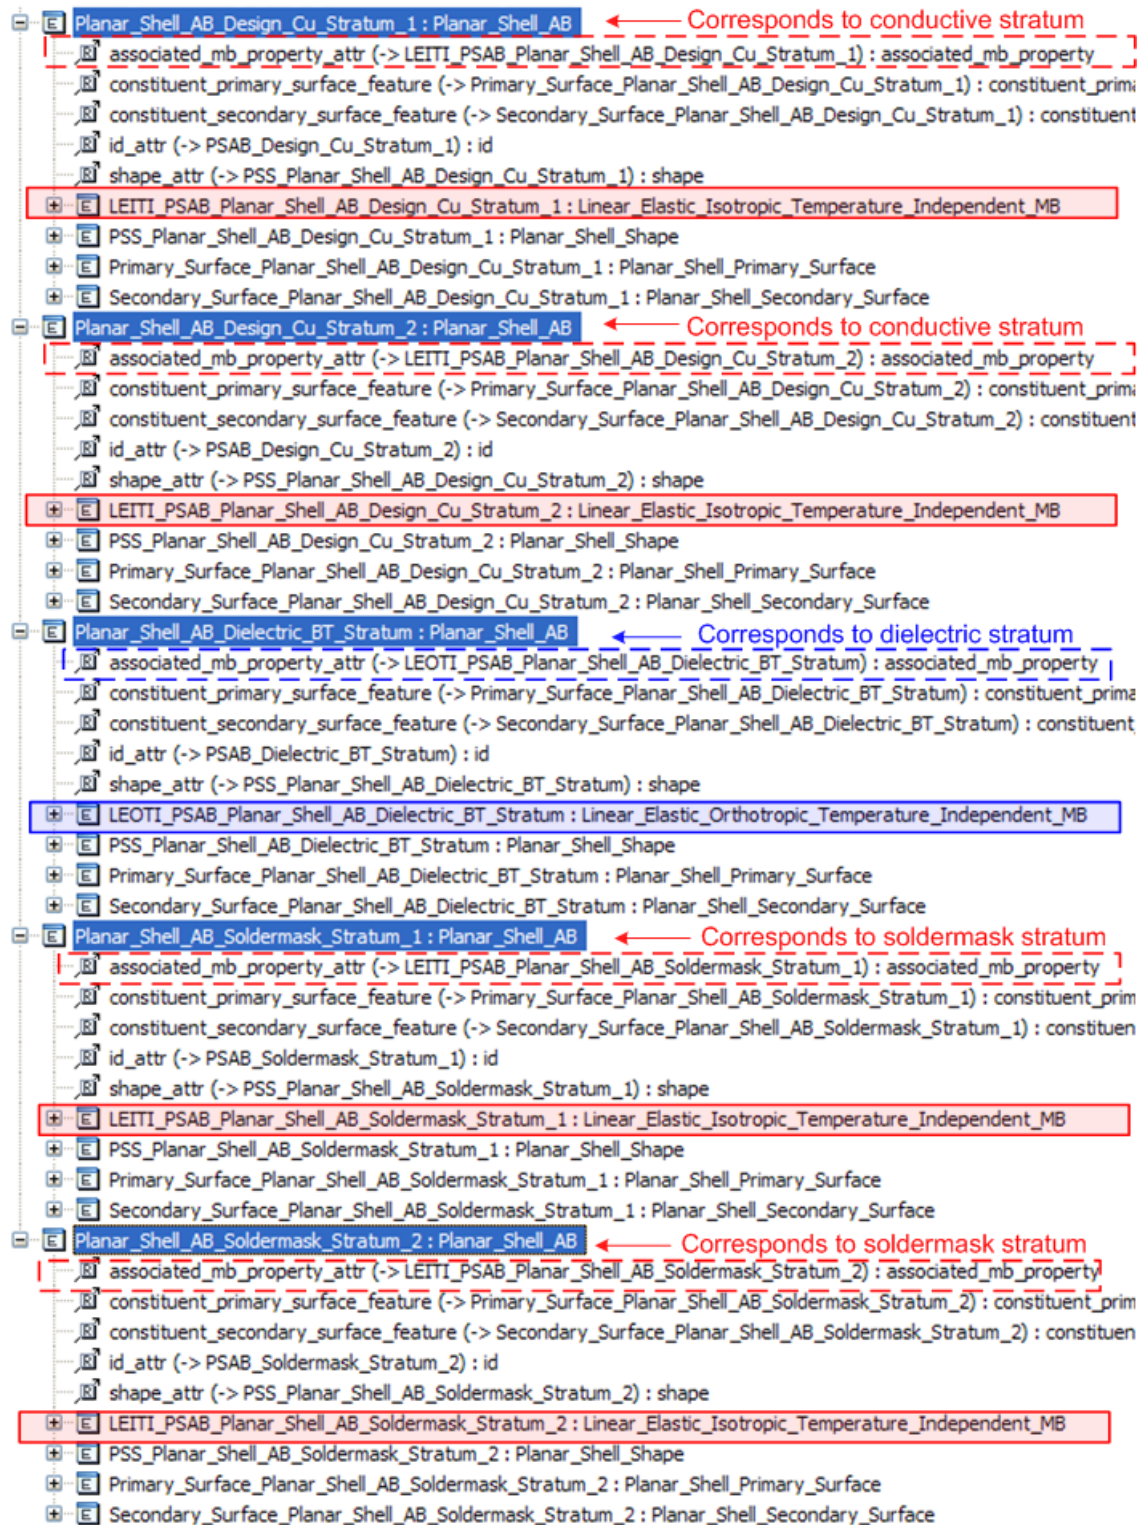 Planar_Shell_AB_Design_Cu_Stratum_1 : Planar_Shell_AB Corresponds to conductive stratum
associated_mb_property_attr (-> LEITI_PSAB_Planar_Shell_AB_Design_Cu_Stratum_1) : associated_mb_property
constituent_primary_surface_feature (-> Primary_Surface_Planar_Shell_AB_Design_Cu_Stratum_1) : constituent_prima
constituent_secondary_surface_feature (-> Secondary_Surface_Planar_Shell_AB_Design_Cu_Stratum_1) : constituent
id_attr (-> PSAB_Design_Cu_Stratum_1) : id
shape_attr (-> PSS_Planar_Shell_AB_Design_Cu_Stratum_1) : shape
LEITI_PSAB_Planar_Shell_AB_Design_Cu_Stratum_1 : Linear_Elastic_Isotropic_Temperature_Independent_MB
PSS_Planar_Shell_AB_Design_Cu_Stratum_1 : Planar_Shell_Shape
Primary_Surface_Planar_Shell_AB_Design_Cu_Stratum_1 : Planar_Shell_Primary_Surface
Secondary_Surface_Planar_Shell_AB_Design_Cu_Stratum_1 : Planar_Shell_Secondary_Surface
Planar_Shell_AB_Design_Cu_Stratum_2 : Planar_Shell_AB Corresponds to conductive stratum
associated_mb_property_attr (-> LEITI_PSAB_Planar_Shell_AB_Design_Cu_Stratum_2) : associated_mb_property
constituent_primary_surface_feature (-> Primary_Surface_Planar_Shell_AB_Design_Cu_Stratum_2) : constituent_prima
constituent_secondary_surface_feature (-> Secondary_Surface_Planar_Shell_AB_Design_Cu_Stratum_2) : constituent
id_attr (-> PSAB_Design_Cu_Stratum_2) : id
shape_attr (-> PSS_Planar_Shell_AB_Design_Cu_Stratum_2) : shape
LEITI_PSAB_Planar_Shell_AB_Design_Cu_Stratum_2 : Linear_Elastic_Isotropic_Temperature_Independent_MB
PSS_Planar_Shell_AB_Design_Cu_Stratum_2 : Planar_Shell_Shape
Primary_Surface_Planar_Shell_AB_Design_Cu_Stratum_2 : Planar_Shell_Primary_Surface
Secondary_Surface_Planar_Shell_AB_Design_Cu_Stratum_2 : Planar_Shell_Secondary_Surface
Planar_Shell_AB_Dielectric_BT_Stratum : Planar_Shell_AB Corresponds to dielectric stratum
associated_mb_property_attr (-> LEOTI_PSAB_Planar_Shell_AB_Dielectric_BT_Stratum) : associated_mb_property
constituent_primary_surface_feature (-> Primary_Surface_Planar_Shell_AB_Dielectric_BT_Stratum) : constituent_prima
constituent_secondary_surface_feature (-> Secondary_Surface_Planar_Shell_AB_Dielectric_BT_Stratum) : constituent
id_attr (-> PSAB_Dielectric_BT_Stratum) : id
shape_attr (-> PSS_Planar_Shell_AB_Dielectric_BT_Stratum) : shape
LEOTI_PSAB_Planar_Shell_AB_Dielectric_BT_Stratum : Linear_Elastic_Orthotropic_Temperature_Independent_MB
PSS_Planar_Shell_AB_Dielectric_BT_Stratum : Planar_Shell_Shape
Primary_Surface_Planar_Shell_AB_Dielectric_BT_Stratum : Planar_Shell_Primary_Surface
Secondary_Surface_Planar_Shell_AB_Dielectric_BT_Stratum : Planar_Shell_Secondary_Surface
Planar_Shell_AB_Soldermask_Stratum_1 : Planar_Shell_AB Corresponds to soldermask stratum
associated_mb_property_attr (-> LEITI_PSAB_Planar_Shell_AB_Soldermask_Stratum_1) : associated_mb_property
constituent_primary_surface_feature (-> Primary_Surface_Planar_Shell_AB_Soldermask_Stratum_1) : constituent_prim
constituent_secondary_surface_feature (-> Secondary_Surface_Planar_Shell_AB_Soldermask_Stratum_1) : constituen
id_attr (-> PSAB_Soldermask_Stratum_1) : id
shape_attr (-> PSS_Planar_Shell_AB_Soldermask_Stratum_1) : shape
LEITI_PSAB_Planar_Shell_AB_Soldermask_Stratum_1 : Linear_Elastic_Isotropic_Temperature_Independent_MB
PSS_Planar_Shell_AB_Soldermask_Stratum_1 : Planar_Shell_Shape
Primary_Surface_Planar_Shell_AB_Soldermask_Stratum_1 : Planar_Shell_Primary_Surface
Secondary_Surface_Planar_Shell_AB_Soldermask_Stratum_1 : Planar_Shell_Secondary_Surface
Planar_Shell_AB_Soldermask_Stratum_2 : Planar_Shell_AB Corresponds to soldermask stratum
associated_mb_property_attr (-> LEITI_PSAB_Planar_Shell_AB_Soldermask_Stratum_2) : associated_mb_property
constituent_primary_surface_feature (-> Primary_Surface_Planar_Shell_AB_Soldermask_Stratum_2) : constituent_prim
constituent_secondary_surface_feature (-> Secondary_Surface_Planar_Shell_AB_Soldermask_Stratum_2) : constituen
id_attr (-> PSAB_Soldermask_Stratum_2) : id
shape_attr (-> PSS_Planar_Shell_AB_Soldermask_Stratum_2) : shape
LEITI_PSAB_Planar_Shell_AB_Soldermask_Stratum_2 : Linear_Elastic_Isotropic_Temperature_Independent_MB
PSS_Planar_Shell_AB_Soldermask_Stratum_2 : Planar_Shell_Shape
Primary_Surface_Planar_Shell_AB_Soldermask_Stratum_2 : Planar_Shell_Primary_Surface
Secondary_Surface_Planar_Shell_AB_Soldermask_Stratum_2 : Planar_Shell_Secondary_Surface